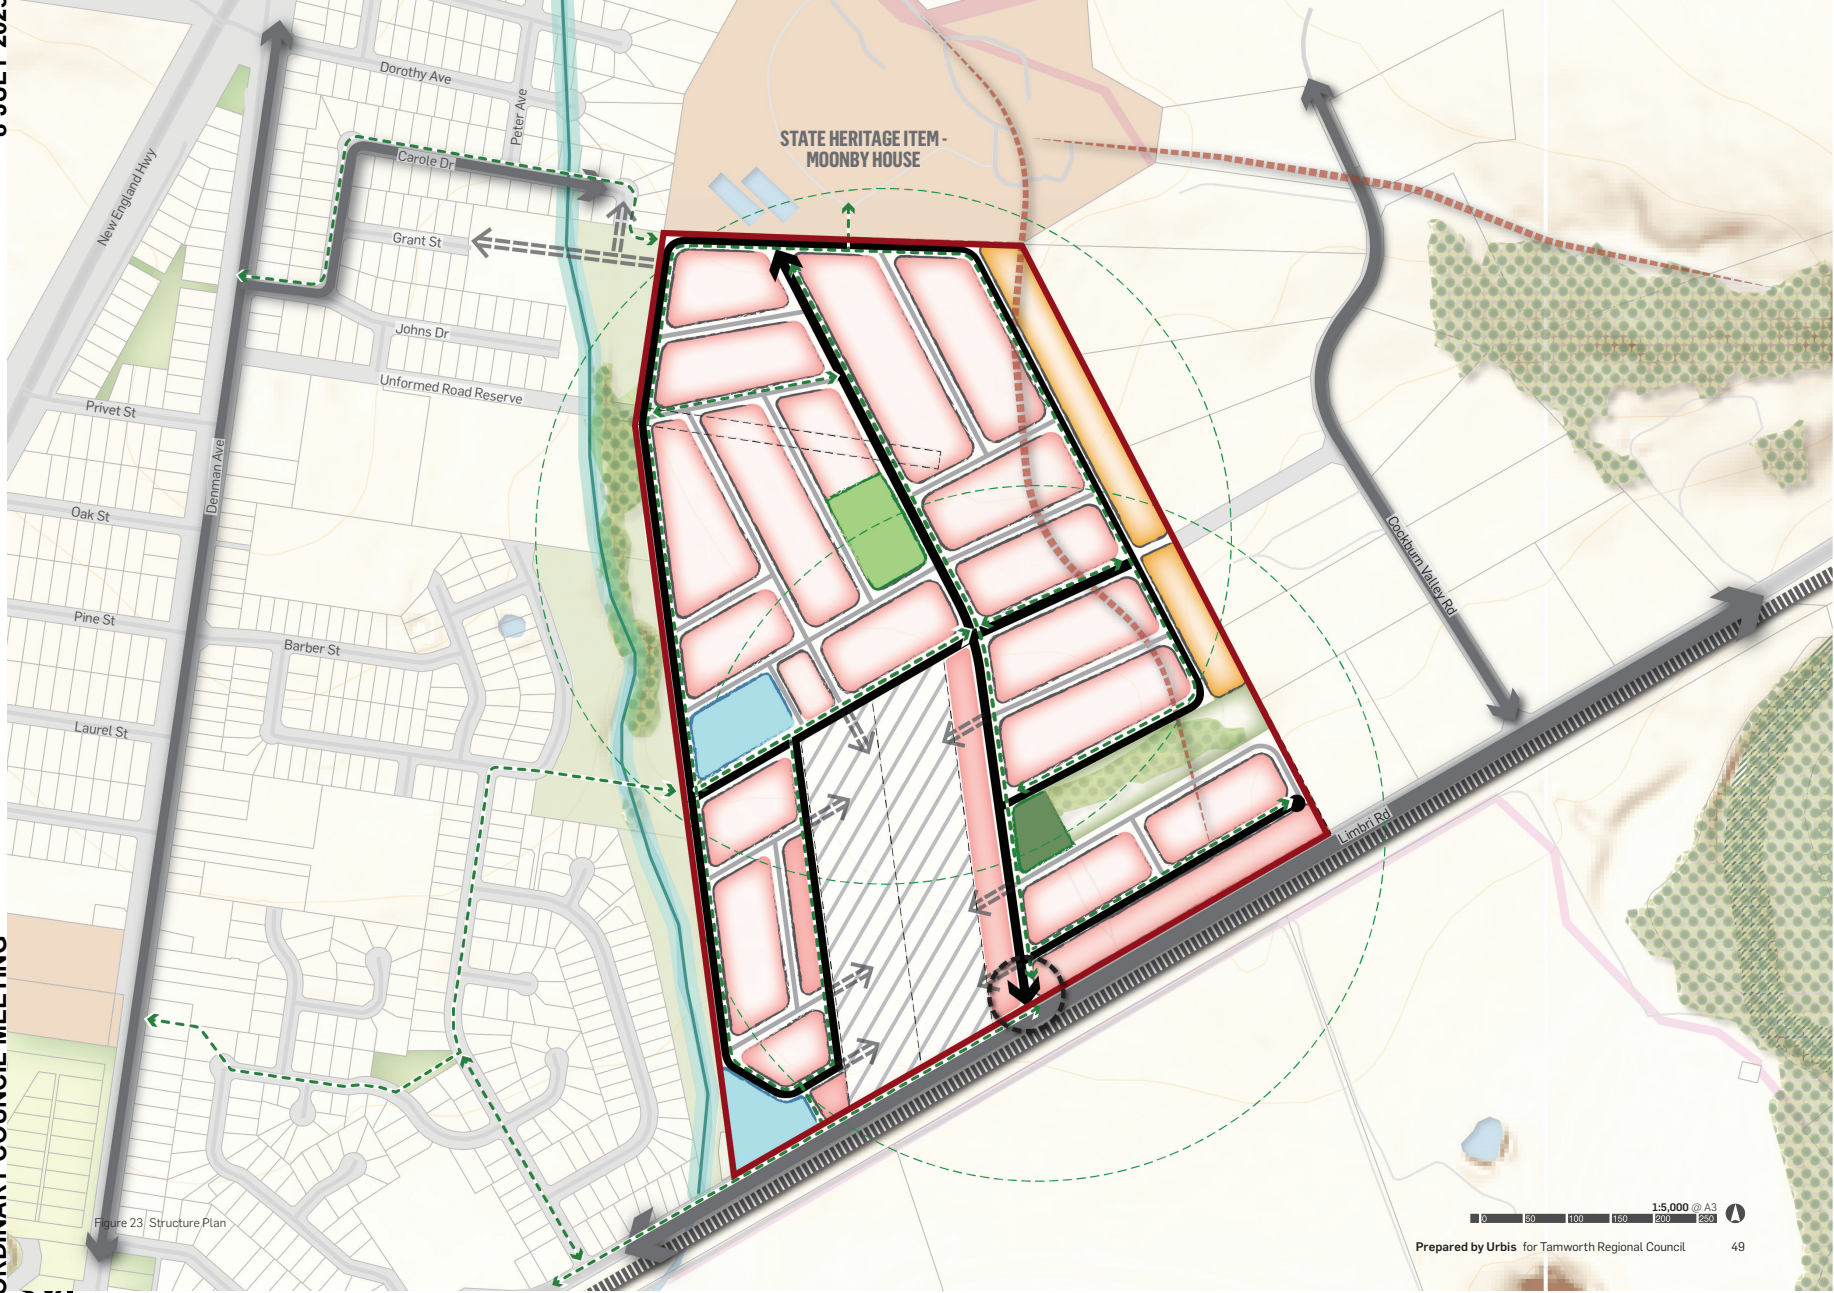 Dorothy Ave
Peter Ave
Carole Dr
New England Hwy
Grant St
STATE HERITAGE ITEM -
MOONBY HOUSE
Johns Dr
Unformed Road Reserve
Privet St
Denman Ave
Oak St
Pine St
Barber St
Laurel St
Cockburn Valley Rd
Limbri Rd
Figure 23 Structure Plan
1:5,000 @ A3
0 50 100 150 200 250
Prepared by Urbis for Tamworth Regional Council 49